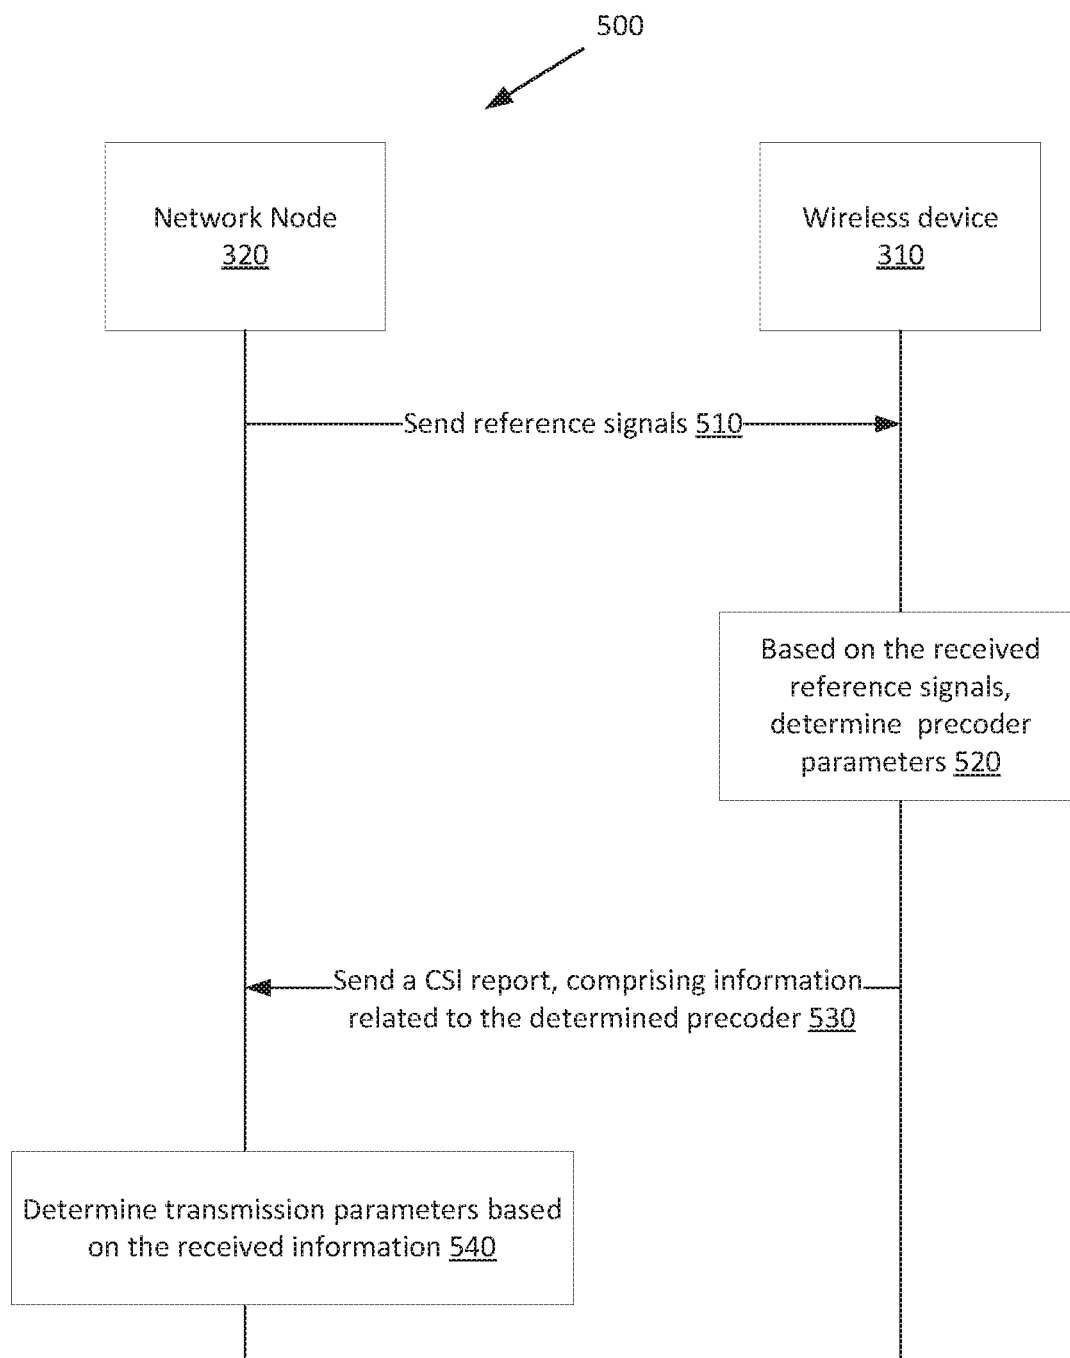 500
Network Node
320
Wireless device
310
Send reference signals 510
Based on the received
reference signals,
determine precoder
parameters 520
Send a CSI report, comprising information
related to the determined precoder 530
Determine transmission parameters based
on the received information 540